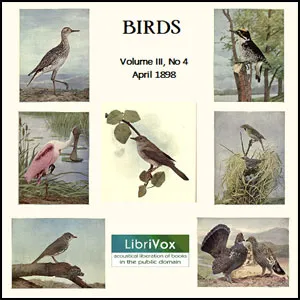 BIRDS
Volume III, No 4
April 1898
LibriVox
acoustical liberation of books
in the public domain